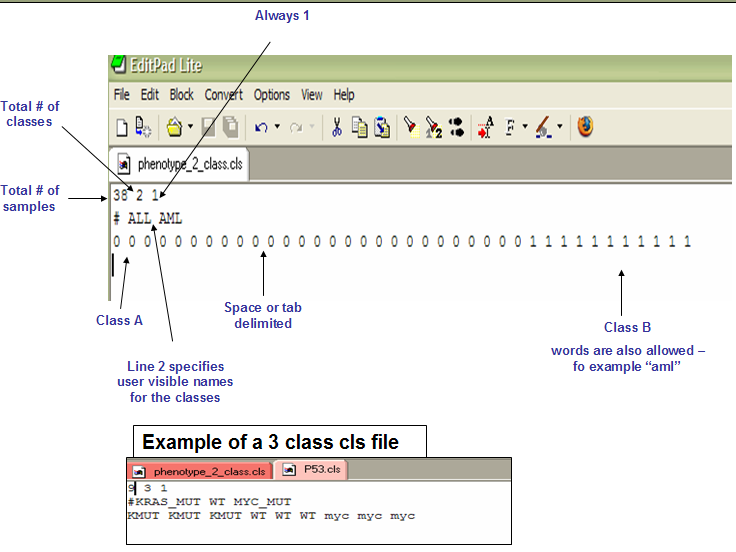 Always 1
EditPad Lite
File Edit Block Convert Options View Help
Total # of
classes
phenotype_2_class.cls
Total # of
samples
38 2 1
# ALL AML
0 0 0 0 0 0 0 0 0 0 0 0 0 0 0 0 0 0 0 0 0 0 0 0 0 0 0 1 1 1 1 1 1 1 1 1 1 1
Class A
Space or tab
delimited
Class B
words are also allowed –
fo example “aml”
Line 2 specifies
user visible names
for the classes
Example of a 3 class cls file
phenotype_2_class.cls P53.cls
9 3 1
#KRAS_MUT WT MYC_MUT
KMUT KMUT KMUT WT WT WT myc myc myc